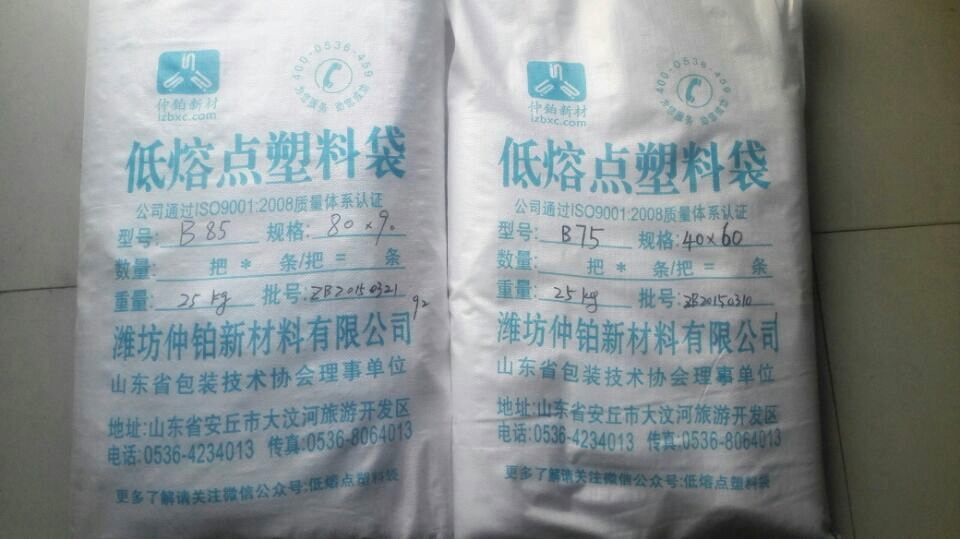 仲铂新材
lzbxc.com
400-0536-459
低熔点塑料袋
公司通过ISO9001:2008质量体系认证
型号: B85 规格: 80×90
数量: 把 * 条/把 = 条
重量: 25kg 批号: ZB20150321
92
潍坊仲铂新材料有限公司
山东省包装技术协会理事单位
地址:山东省安丘市大汶河旅游开发区
电话:0536-4234013 传真:0536-8064013
更多了解请关注微信公众号:低熔点塑料袋
仲铂新材
lzbxc.com
400-0536-459
低熔点塑料袋
公司通过ISO9001:2008质量体系认证
型号: B75 规格: 40×60
数量: 把 * 条/把 = 条
重量: 25kg 批号: ZB20150310
潍坊仲铂新材料有限公司
山东省包装技术协会理事单位
地址:山东省安丘市大汶河旅游开发区
电话:0536-4234013 传真:0536-8064013
更多了解请关注微信公众号:低熔点塑料袋